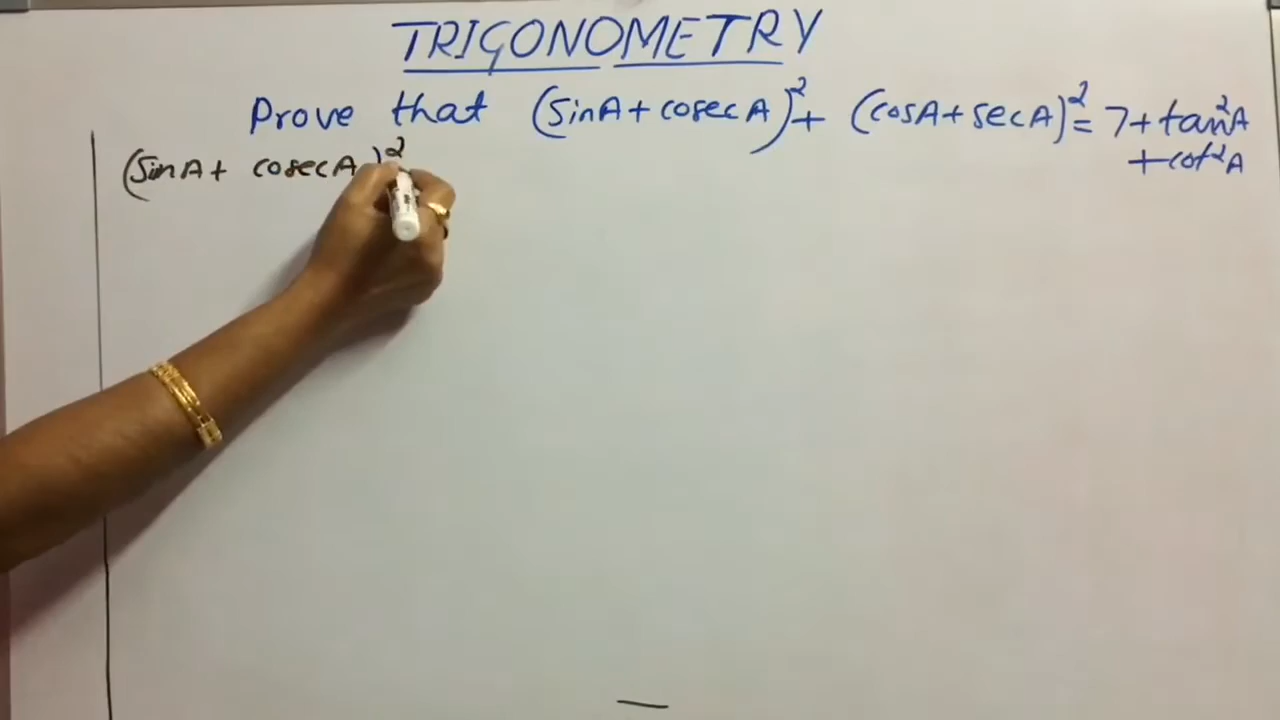 TRIGONOMETRY
Prove that (sinA + cosecA)² + (cosA + secA)² = 7 + tan²A
+ cot²A
(SinA + cosecA)²